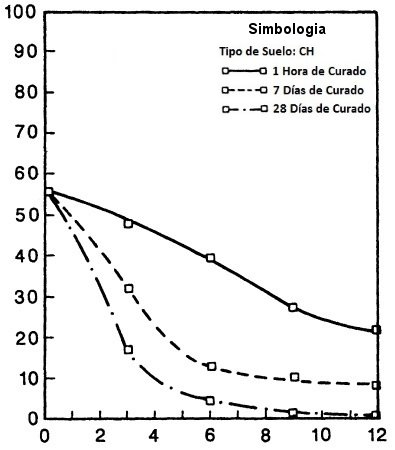 100
Simbologia
90
Tipo de Suelo: CH
1 Hora de Curado
80
7 Días de Curado
28 Días de Curado
70
60
50
40
30
20
10
0
0 2 4 6 8 10 12